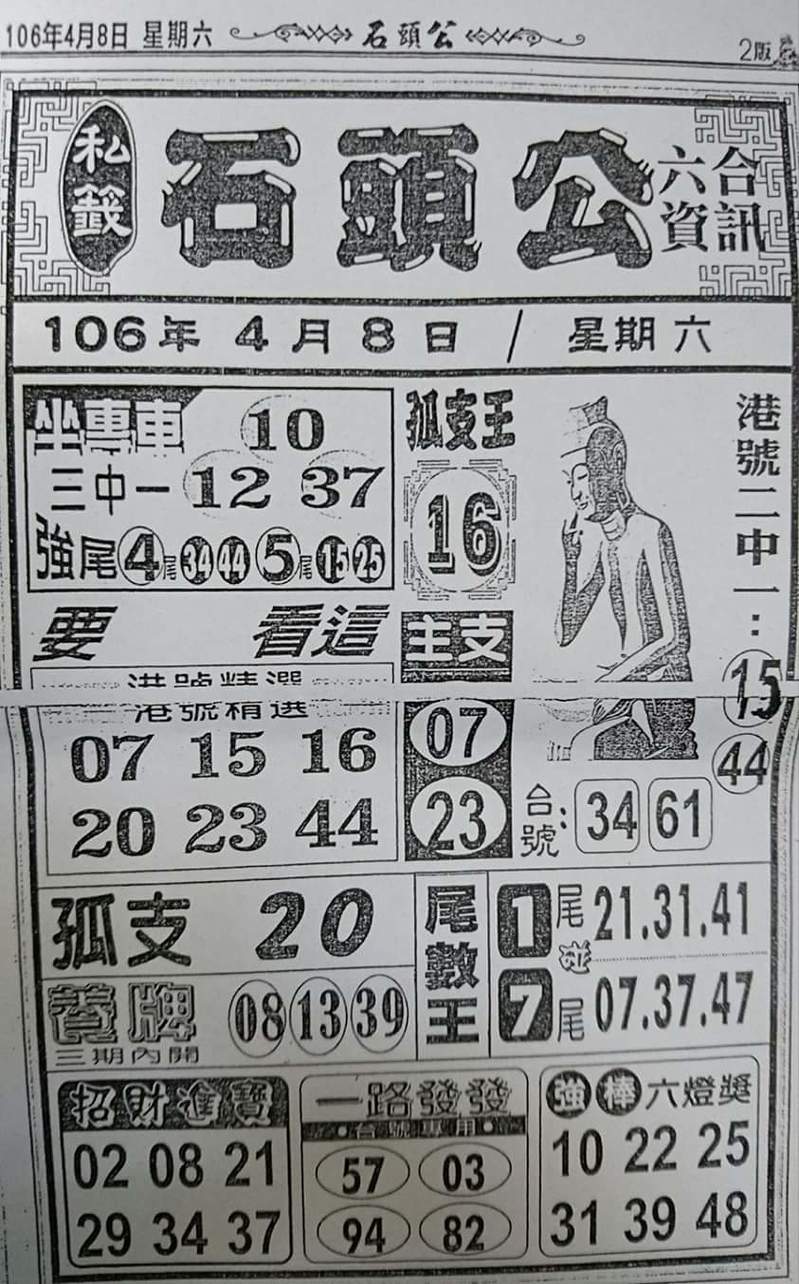 106年4月8日 星期六
石頭公
2版
私籤
石頭公
六合
資訊
106年 4月8日 / 星期六
坐專車
10
三中一 12 37
強尾 4尾 34 44 5尾 15 25
孤支王
16
港號二中一:
15
44
要 看這
港號精選
港號精選
07 15 16
20 23 44
主支
07
23
台號: 34 61
孤支 20
養牌 08 13 39
三期內開
尾數王
1尾 21.31.41
碰
7尾 07.37.47
招財進寶
02 08 21
29 34 37
一路發發
台號專用
57 03
94 82
強棒六燈獎
10 22 25
31 39 48